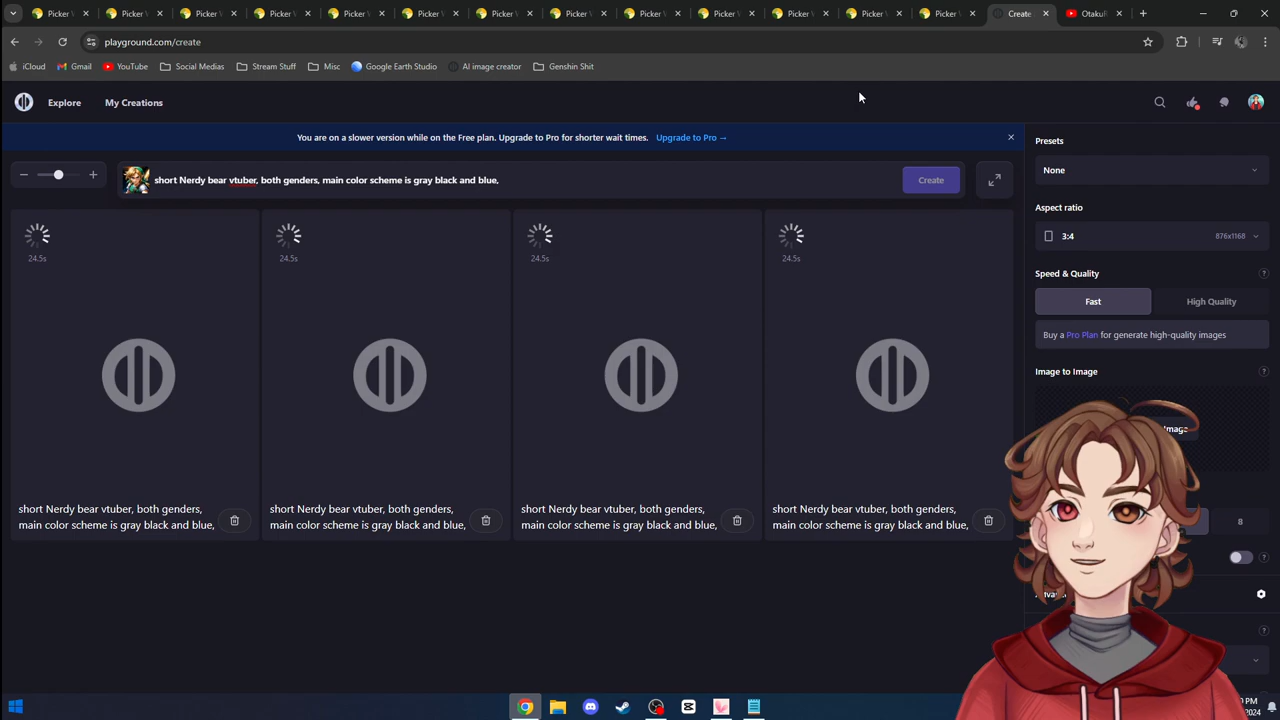 Picker
Picker
Picker
Picker
Picker
Picker
Picker
Picker
Picker
Picker
Picker
Picker
Picker
Create
Otaku
playground.com/create
iCloud
Gmail
YouTube
Social Medias
Stream Stuff
Misc
Google Earth Studio
AI image creator
Genshin Shit
Explore
My Creations
You are on a slower version while on the Free plan. Upgrade to Pro for shorter wait times. Upgrade to Pro →
short Nerdy bear vtuber, both genders, main color scheme is gray black and blue,
Create
24.5s
24.5s
24.5s
24.5s
short Nerdy bear vtuber, both genders,
main color scheme is gray black and blue,
short Nerdy bear vtuber, both genders,
main color scheme is gray black and blue,
short Nerdy bear vtuber, both genders,
main color scheme is gray black and blue,
short Nerdy bear vtuber, both genders,
main color scheme is gray black and blue,
Presets
None
Aspect ratio
3:4
876x1168
Speed & Quality
Fast
High Quality
Buy a Pro Plan for generate high-quality images
Image to Image
Image
8